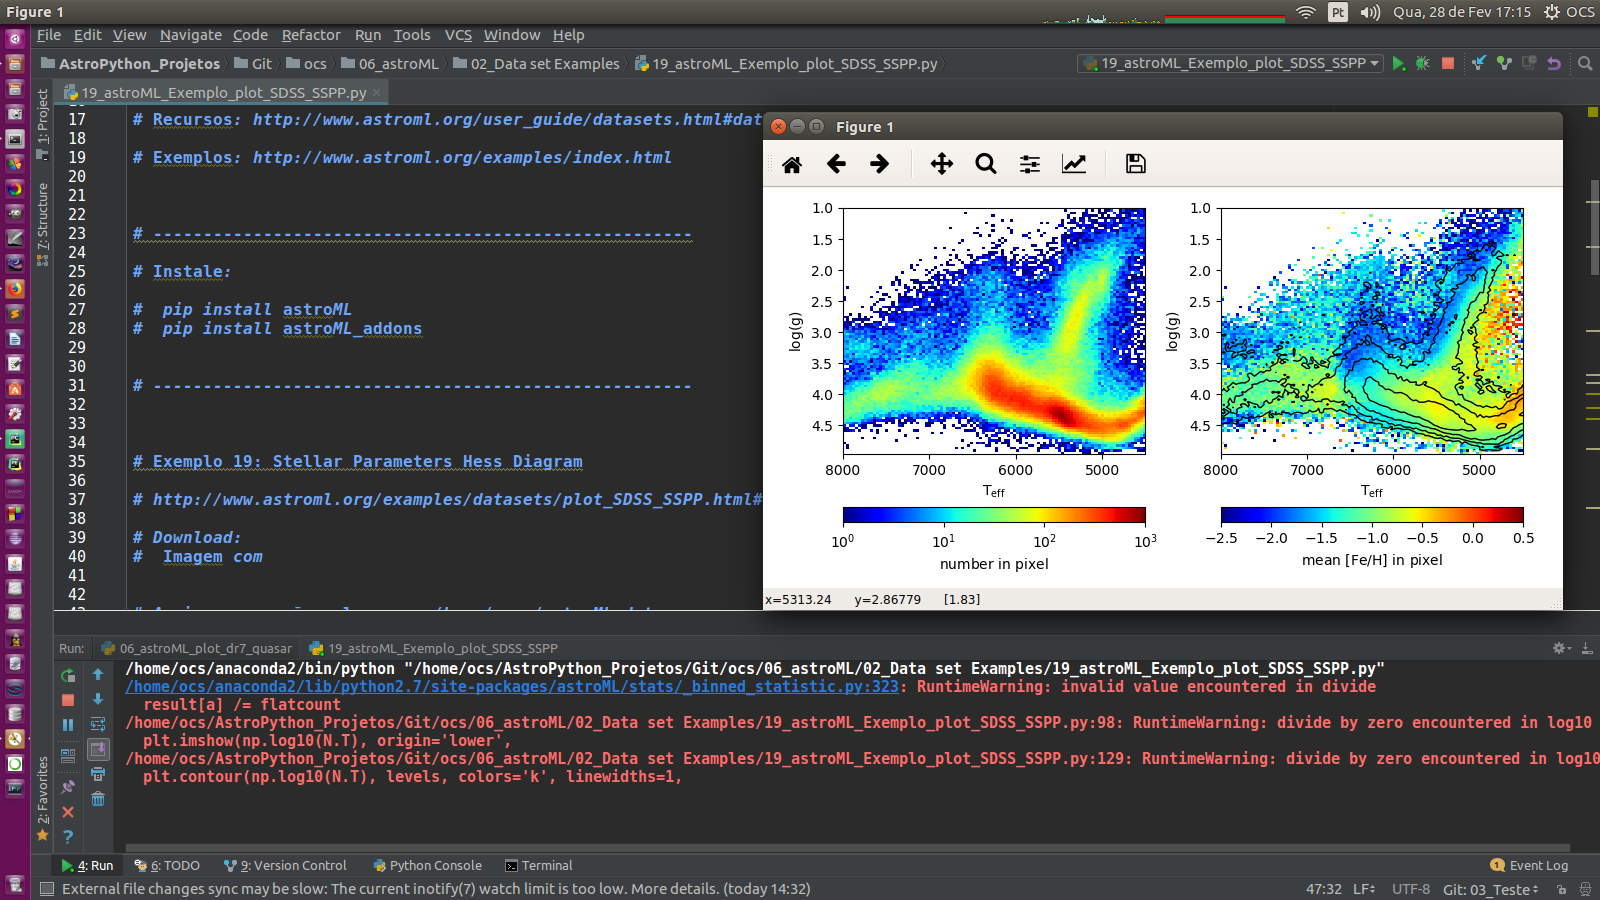 Figure 1
Pt
Qua, 28 de Fev 17:15
OCS
File Edit View Navigate Code Refactor Run Tools VCS Window Help
AstroPython_Projetos Git ocs 06_astroML 02_Data set Examples 19_astroML_Exemplo_plot_SDSS_SSPP.py
19_astroML_Exemplo_plot_SDSS_SSPP
19_astroML_Exemplo_plot_SDSS_SSPP.py
1: Project
7: Structure
2: Favorites
17 # Recursos: http://www.astroml.org/user_guide/datasets.html#dat
18
19 # Exemplos: http://www.astroml.org/examples/index.html
20
21
22
23 # -------------------------------------------------------
24
25 # Instale:
26
27 #  pip install astroML
28 #  pip install astroML_addons
29
30
31 # -------------------------------------------------------
32
33
34
35 # Exemplo 19: Stellar Parameters Hess Diagram
36
37 # http://www.astroml.org/examples/datasets/plot_SDSS_SSPP.html#
38
39 # Download:
40 #  Imagem com
41
42
Figure 1
1.0
1.5
2.0
2.5
3.0
3.5
4.0
4.5
log(g)
8000 7000 6000 5000
Teff
10^0 10^1 10^2 10^3
number in pixel
1.0
1.5
2.0
2.5
3.0
3.5
4.0
4.5
log(g)
8000 7000 6000 5000
Teff
−2.5 −2.0 −1.5 −1.0 −0.5 0.0 0.5
mean [Fe/H] in pixel
x=5313.24 y=2.86779 [1.83]
Run: 06_astroML_plot_dr7_quasar 19_astroML_Exemplo_plot_SDSS_SSPP
/home/ocs/anaconda2/bin/python "/home/ocs/AstroPython_Projetos/Git/ocs/06_astroML/02_Data set Examples/19_astroML_Exemplo_plot_SDSS_SSPP.py"
/home/ocs/anaconda2/lib/python2.7/site-packages/astroML/stats/_binned_statistic.py:323: RuntimeWarning: invalid value encountered in divide
result[a] /= flatcount
/home/ocs/AstroPython_Projetos/Git/ocs/06_astroML/02_Data set Examples/19_astroML_Exemplo_plot_SDSS_SSPP.py:98: RuntimeWarning: divide by zero encountered in log10
plt.imshow(np.log10(N.T), origin='lower',
/home/ocs/AstroPython_Projetos/Git/ocs/06_astroML/02_Data set Examples/19_astroML_Exemplo_plot_SDSS_SSPP.py:129: RuntimeWarning: divide by zero encountered in log10
plt.contour(np.log10(N.T), levels, colors='k', linewidths=1,
4: Run 6: TODO 9: Version Control Python Console Terminal 1 Event Log
External file changes sync may be slow: The current inotify(7) watch limit is too low. More details. (today 14:32) 47:32 LF UTF-8 Git: 03_Teste